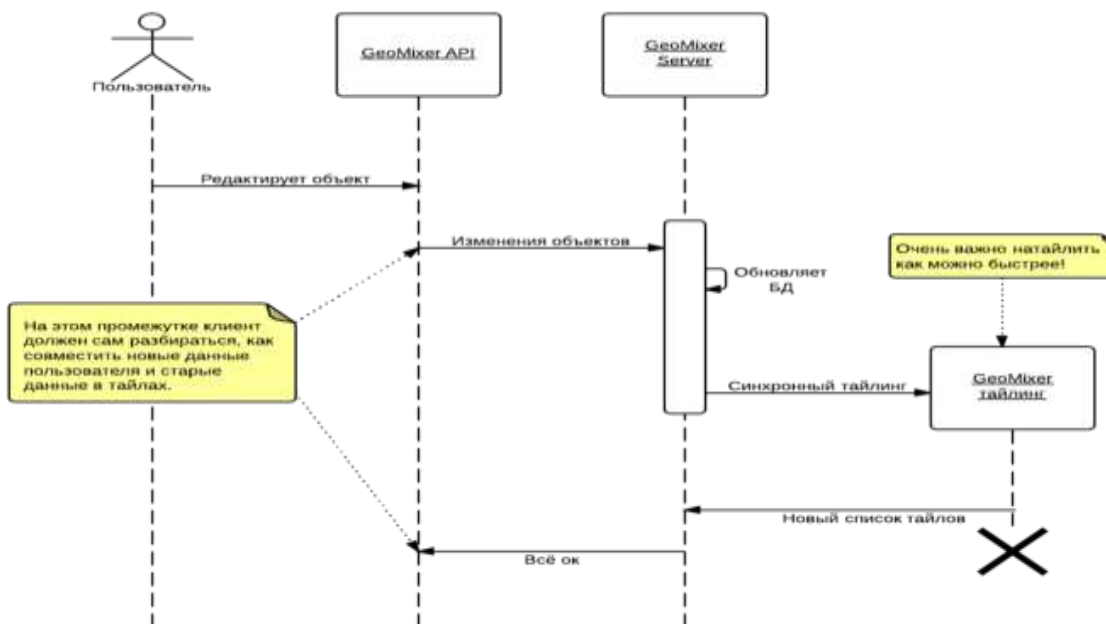 GeoMixer API
GeoMixer
Server
Пользователь
Редактирует объект
Изменения объектов
Очень важно натайлить
как можно быстрее!
Обновляет
БД
На этом промежутке клиент
должен сам разбираться, как
совместить новые данные
пользователя и старые
данные в тайлах.
Синхронный тайлинг
GeoMixer
тайлинг
Новый список тайлов
Всё ок